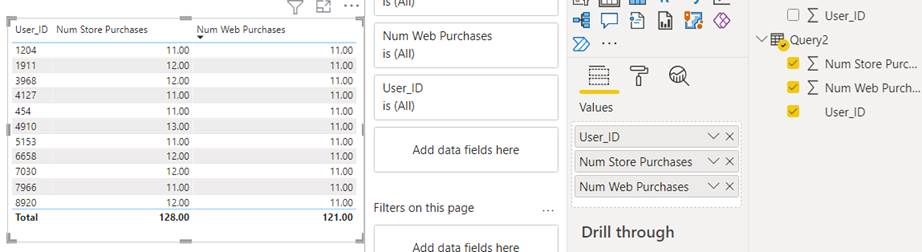 User_ID Num Store Purchases Num Web Purchases
1204 11.00 11.00
1911 12.00 11.00
3968 12.00 11.00
4127 11.00 11.00
454 11.00 11.00
4910 13.00 11.00
5153 11.00 11.00
6658 12.00 11.00
7030 12.00 11.00
7966 11.00 11.00
8920 12.00 11.00
Total 128.00 121.00
is (All)
Num Web Purchases
is (All)
User_ID
is (All)
Add data fields here
Filters on this page ...
Add data fields here
...
Values
User_ID
Num Store Purchases
Num Web Purchases
Drill through
User_ID
Query2
Num Store Purc...
Num Web Purch...
User_ID